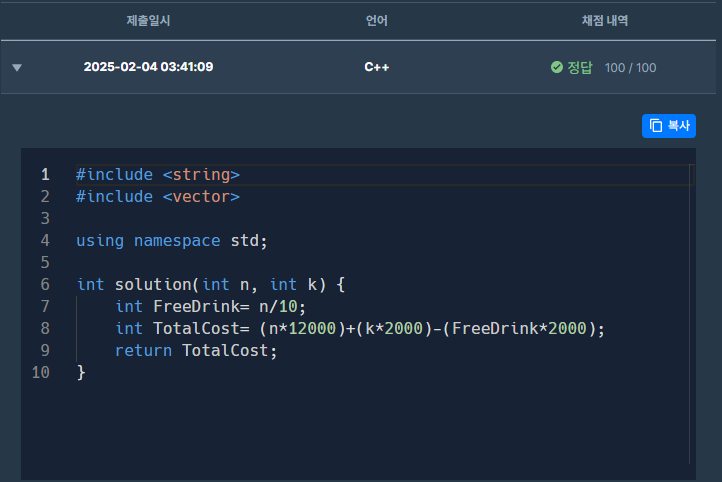 제출일시 언어 채점 내역
2025-02-04 03:41:09 C++ 정답 100 / 100
복사
1 #include <string>
2 #include <vector>
3
4 using namespace std;
5
6 int solution(int n, int k) {
7     int FreeDrink= n/10;
8     int TotalCost= (n*12000)+(k*2000)-(FreeDrink*2000);
9     return TotalCost;
10 }